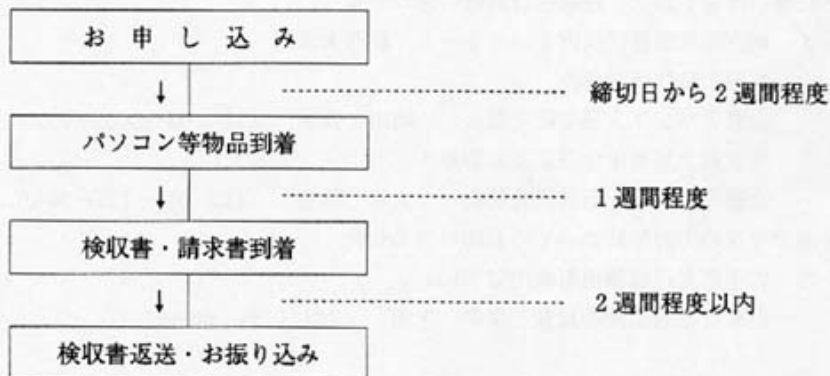 お申し込み
↓ 締切日から2週間程度
パソコン等物品到着
↓ 1週間程度
検収書・請求書到着
↓ 2週間程度以内
検収書返送・お振り込み